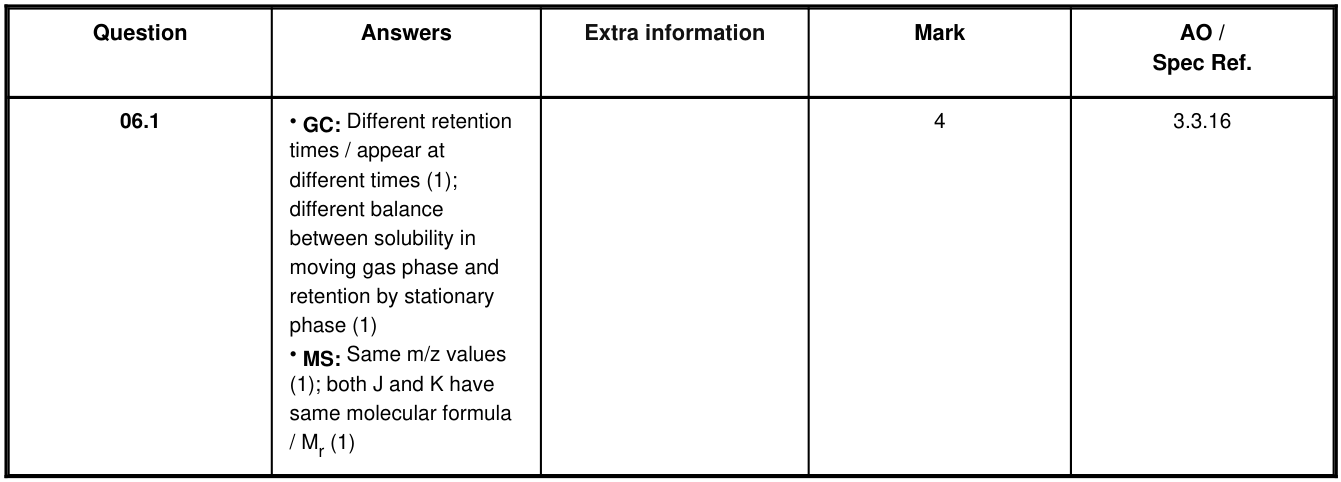 Question Answers Extra information Mark AO /
Spec Ref.
06.1 • GC: Different retention 4 3.3.16
times / appear at
different times (1);
different balance
between solubility in
moving gas phase and
retention by stationary
phase (1)
• MS: Same m/z values
(1); both J and K have
same molecular formula
/ Mr (1)